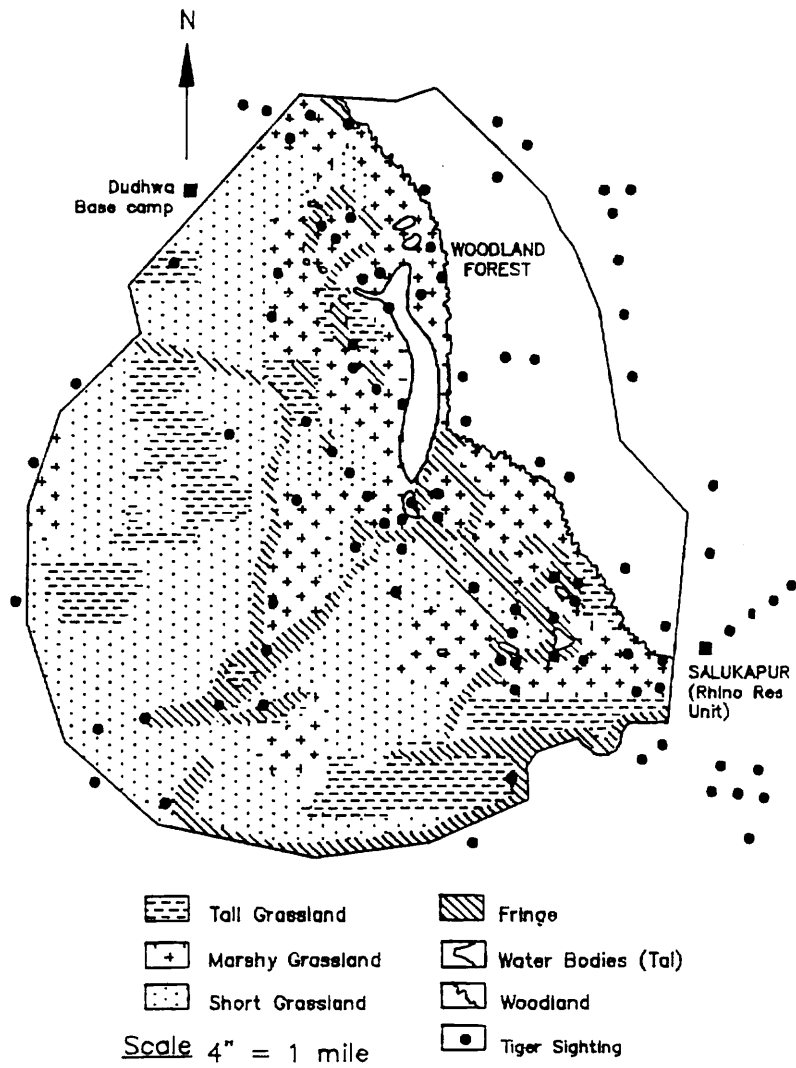 N
Dudhwa
Base camp
WOODLAND
FOREST
SALUKAPUR
(Rhino Res
Unit)
Tall Grassland
Fringe
Marshy Grassland
Water Bodies (Tal)
Short Grassland
Woodland
Scale 4" = 1 mile
Tiger Sighting